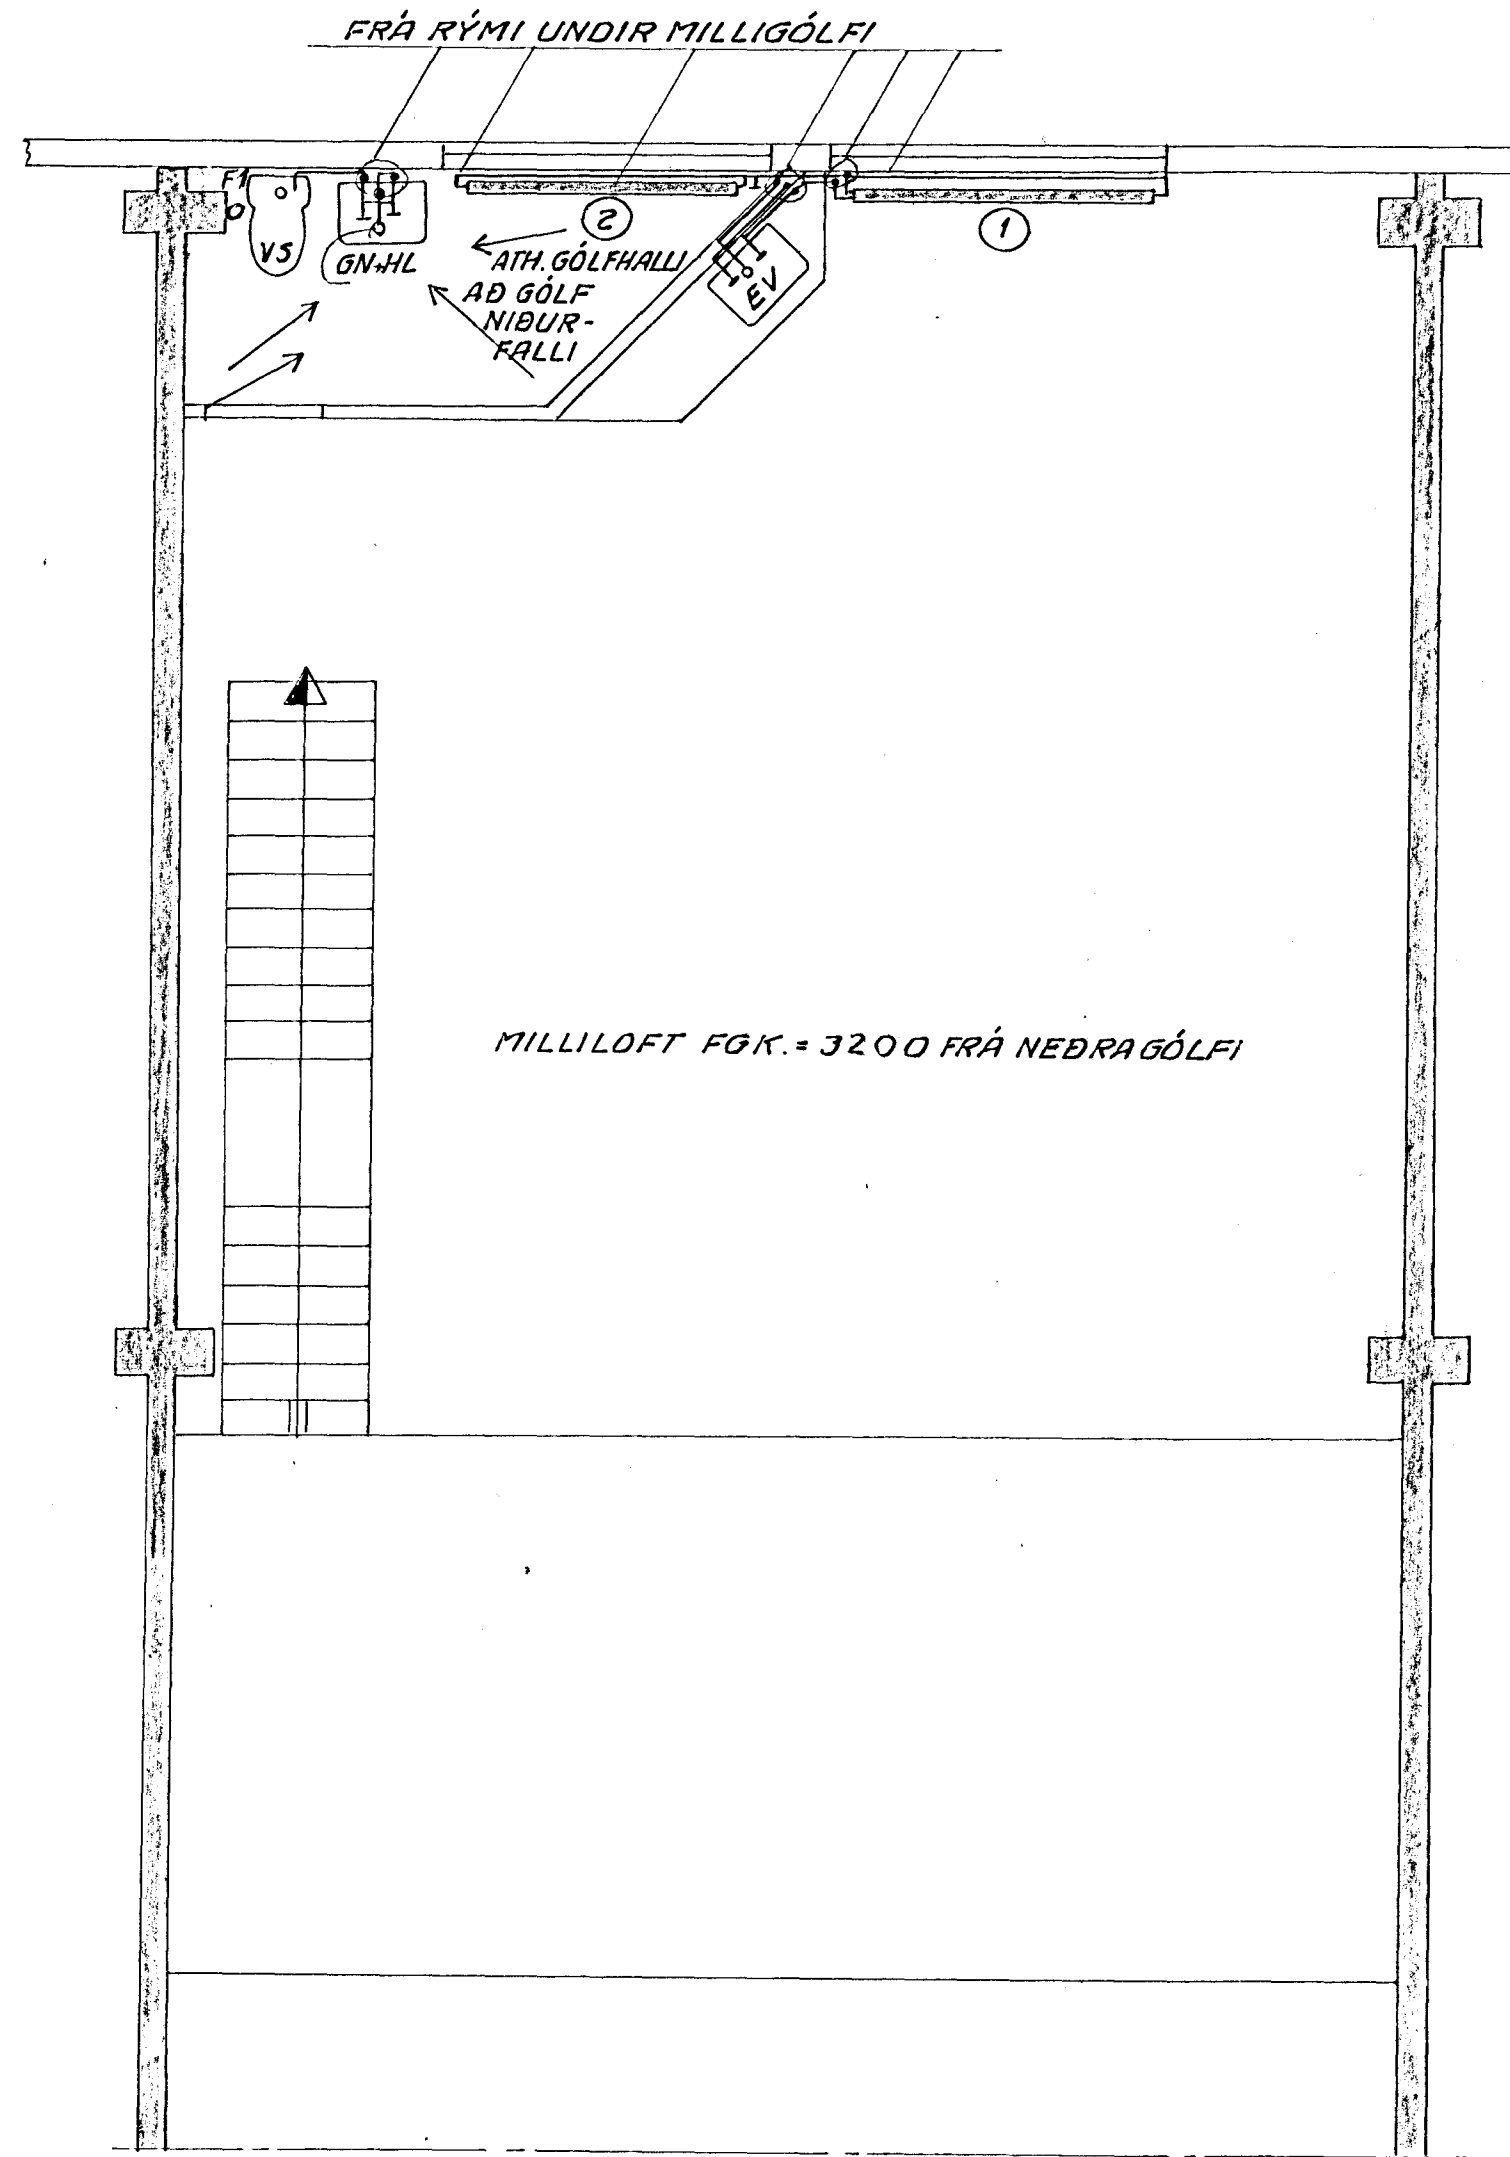 FRÁ RÝMI UNDIR MILLIGÓLFI
F1
VS
GN+HL
2
ATH. GÓLFHALLI
AÐ GÓLF
NIÐUR-
FALLI
EV
1
MILLILOFT FGK. = 3200 FRÁ NEÐRA GÓLFI